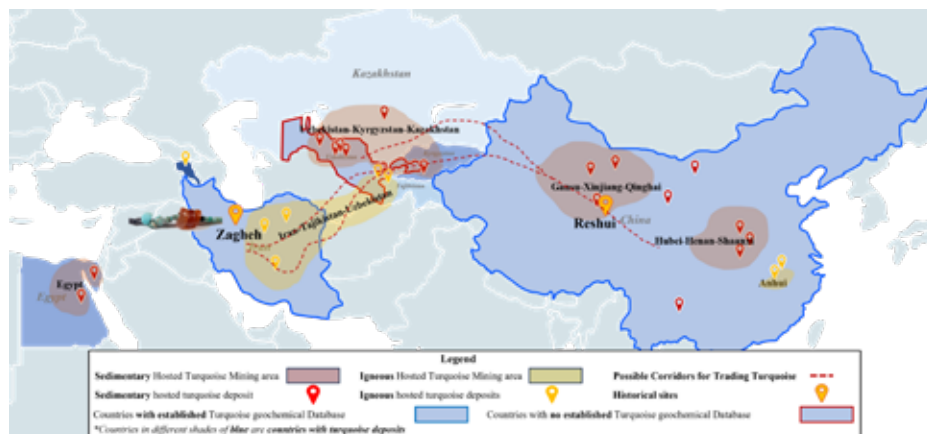 Kazakhstan
Uzbekistan-Kyrgyzstan-Kazakhstan
Gansu-Xinjiang-Qinghai
Reshui
China
Zagheh
Iran-Tajikistan-Uzbekistan
Hubei-Henan-Shaanxi
Anhui
Egypt
Egypt
Legend
Sedimentary Hosted Turquoise Mining area
Igneous Hosted Turquoise Mining area
Possible Corridors for Trading Turquoise
Sedimentary hosted turquoise deposit
Igneous hosted turquoise deposits
Historical sites
Countries with established Turquoise geochemical Database
Countries with no established Turquoise geochemical Database
*Countries in different shades of blue are countries with turquoise deposits